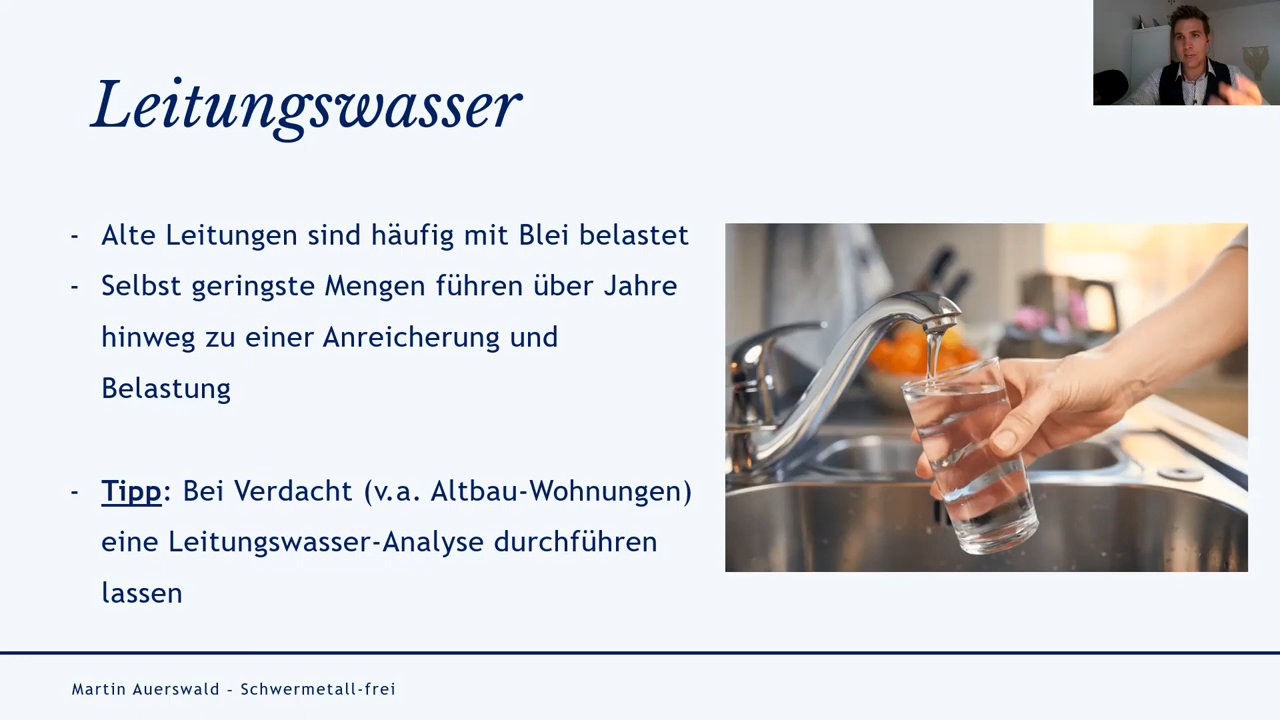 Leitungswasser
- Alte Leitungen sind häufig mit Blei belastet
- Selbst geringste Mengen führen über Jahre
hinweg zu einer Anreicherung und
Belastung
- Tipp: Bei Verdacht (v.a. Altbau-Wohnungen)
eine Leitungswasser-Analyse durchführen
lassen
Martin Auerswald - Schwermetall-frei